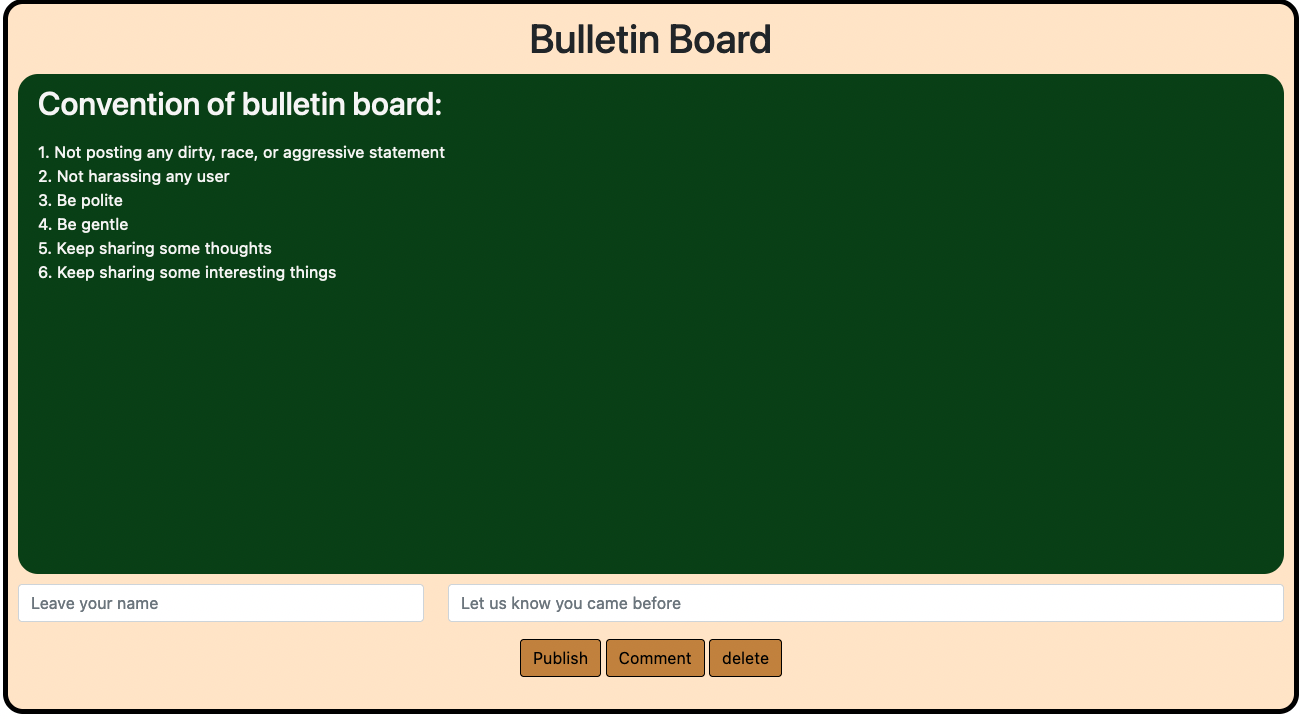 Bulletin Board
Convention of bulletin board:
1. Not posting any dirty, race, or aggressive statement
2. Not harassing any user
3. Be polite
4. Be gentle
5. Keep sharing some thoughts
6. Keep sharing some interesting things
Leave your name
Let us know you came before
Publish
Comment
delete